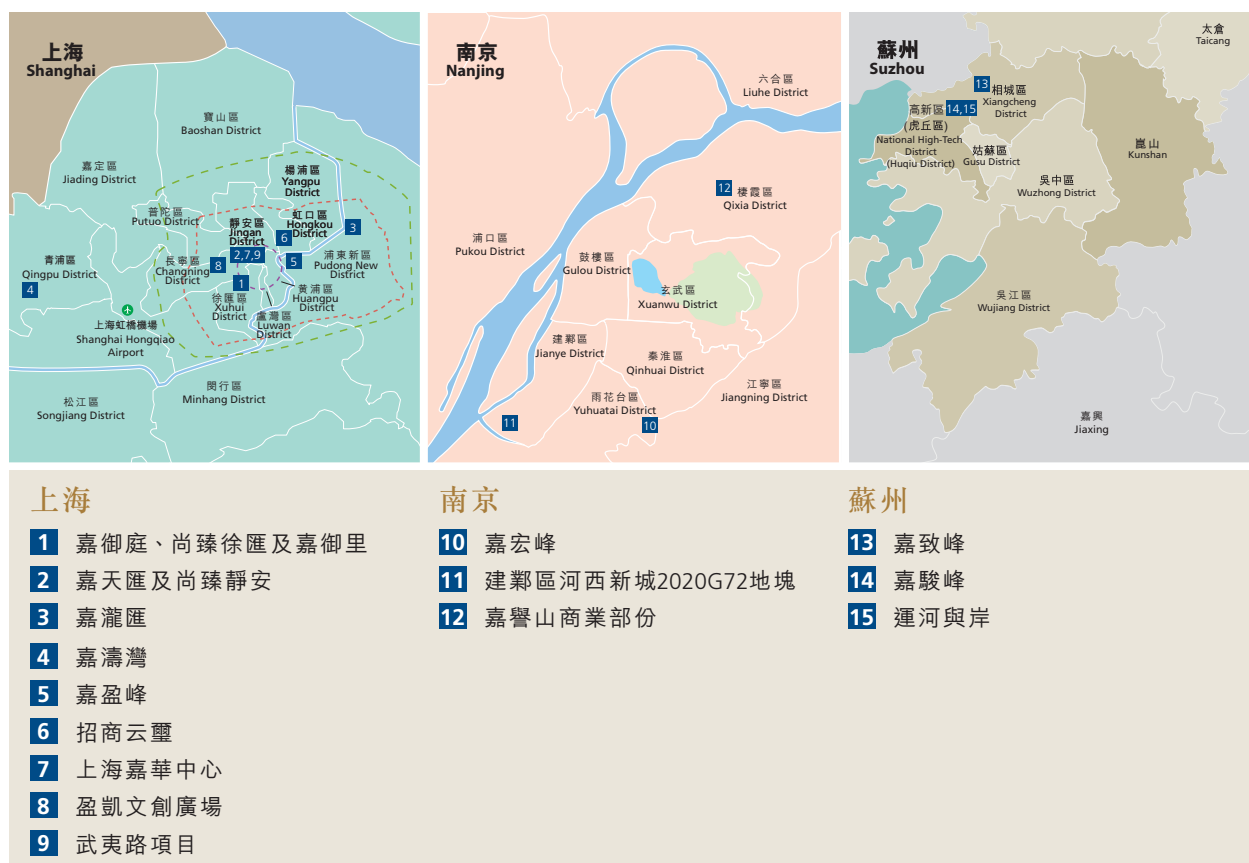 上海
Shanghai
寶山區
Baoshan District
嘉定區
Jiading District
楊浦區
Yangpu
District
普陀區
Putuo District
靜安區
Jingan
District
虹口區
Hongkou
District
6
3
2,7,9
青浦區
Qingpu District
4
長寧區
Changning
District
8
5
浦東新區
Pudong New
District
1
徐匯區
Xuhui
District
黄浦區
Huangpu
District
盧灣區
Luwan
District
上海虹橋機場
Shanghai Hongqiao
Airport
閔行區
Minhang District
松江區
Songjiang District
南京
Nanjing
六合區
Liuhe District
12
棲霞區
Qixia District
浦口區
Pukou District
鼓樓區
Gulou District
玄武區
Xuanwu District
建鄴區
Jianye District
秦淮區
Qinhuai District
江寧區
Jiangning District
雨花台區
Yuhuatai District
11
10
蘇州
Suzhou
太倉
Taicang
13
相城區
Xiangcheng
District
高新區
14,15
(虎丘區)
National High-Tech
District
(Huqiu District)
姑蘇區
Gusu District
崑山
Kunshan
吳中區
Wuzhong District
吳江區
Wujiang District
嘉興
Jiaxing
上海
1 嘉御庭、尚臻徐匯及嘉御里
2 嘉天匯及尚臻靜安
3 嘉瀧匯
4 嘉濤灣
5 嘉盈峰
6 招商云璽
7 上海嘉華中心
8 盈凱文創廣場
9 武夷路項目
南京
10 嘉宏峰
11 建鄴區河西新城2020G72地塊
12 嘉譽山商業部份
蘇州
13 嘉致峰
14 嘉駿峰
15 運河與岸